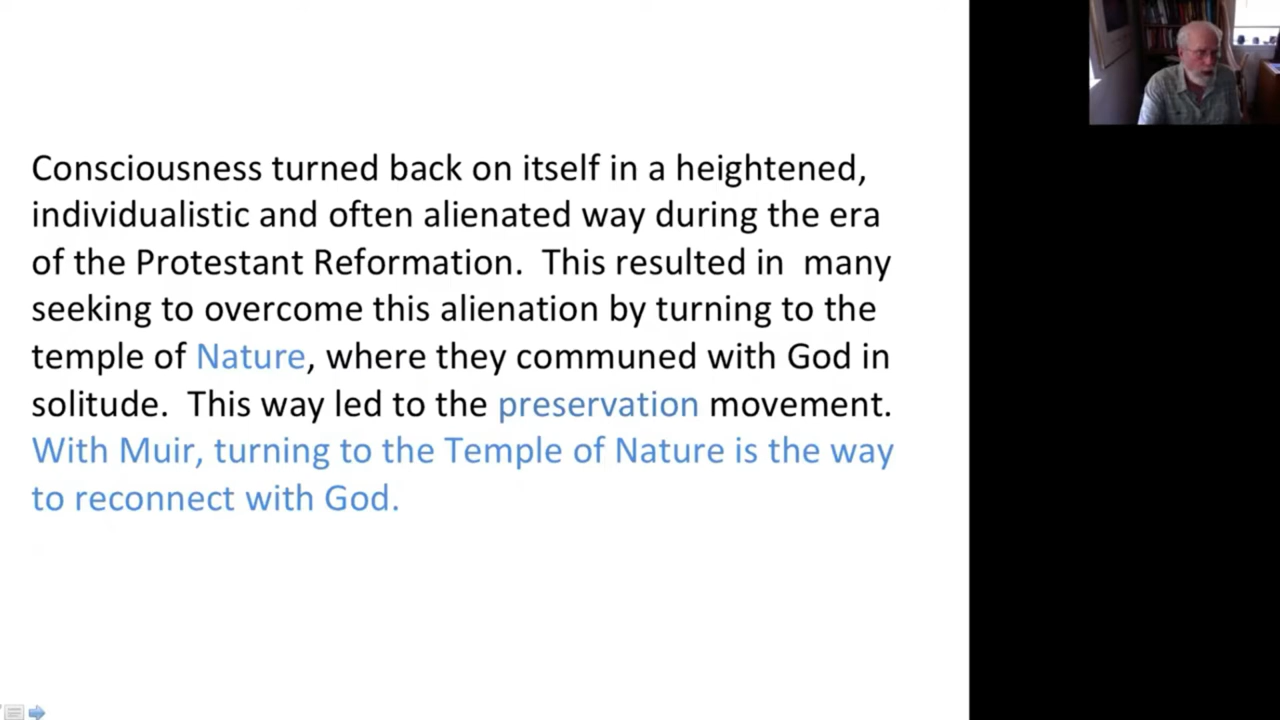 Consciousness turned back on itself in a heightened,
individualistic and often alienated way during the era
of the Protestant Reformation.  This resulted in  many
seeking to overcome this alienation by turning to the
temple of Nature, where they communed with God in
solitude.  This way led to the preservation movement.
With Muir, turning to the Temple of Nature is the way
to reconnect with God.